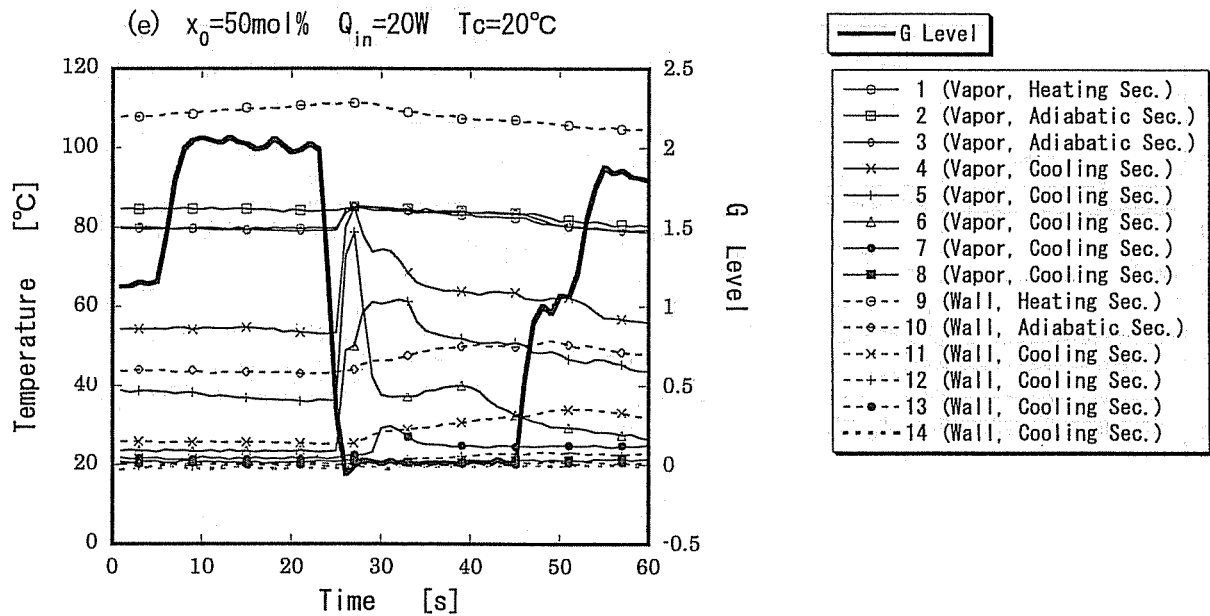 (e) x0=50mol% Qin=20W Tc=20℃
G Level
120
100
80
60
40
20
0
Temperature [℃]
2.5
2
1.5
1
0.5
0
-0.5
G Level
0 10 20 30 40 50 60
Time [s]
1 (Vapor, Heating Sec.)
2 (Vapor, Adiabatic Sec.)
3 (Vapor, Adiabatic Sec.)
4 (Vapor, Cooling Sec.)
5 (Vapor, Cooling Sec.)
6 (Vapor, Cooling Sec.)
7 (Vapor, Cooling Sec.)
8 (Vapor, Cooling Sec.)
9 (Wall, Heating Sec.)
10 (Wall, Adiabatic Sec.)
11 (Wall, Cooling Sec.)
12 (Wall, Cooling Sec.)
13 (Wall, Cooling Sec.)
14 (Wall, Cooling Sec.)